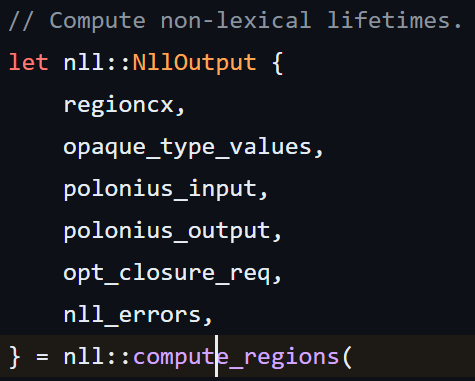 // Compute non-lexical lifetimes.
let nll::NllOutput {
    regioncx,
    opaque_type_values,
    polonius_input,
    polonius_output,
    opt_closure_req,
    nll_errors,
} = nll::compute_regions(